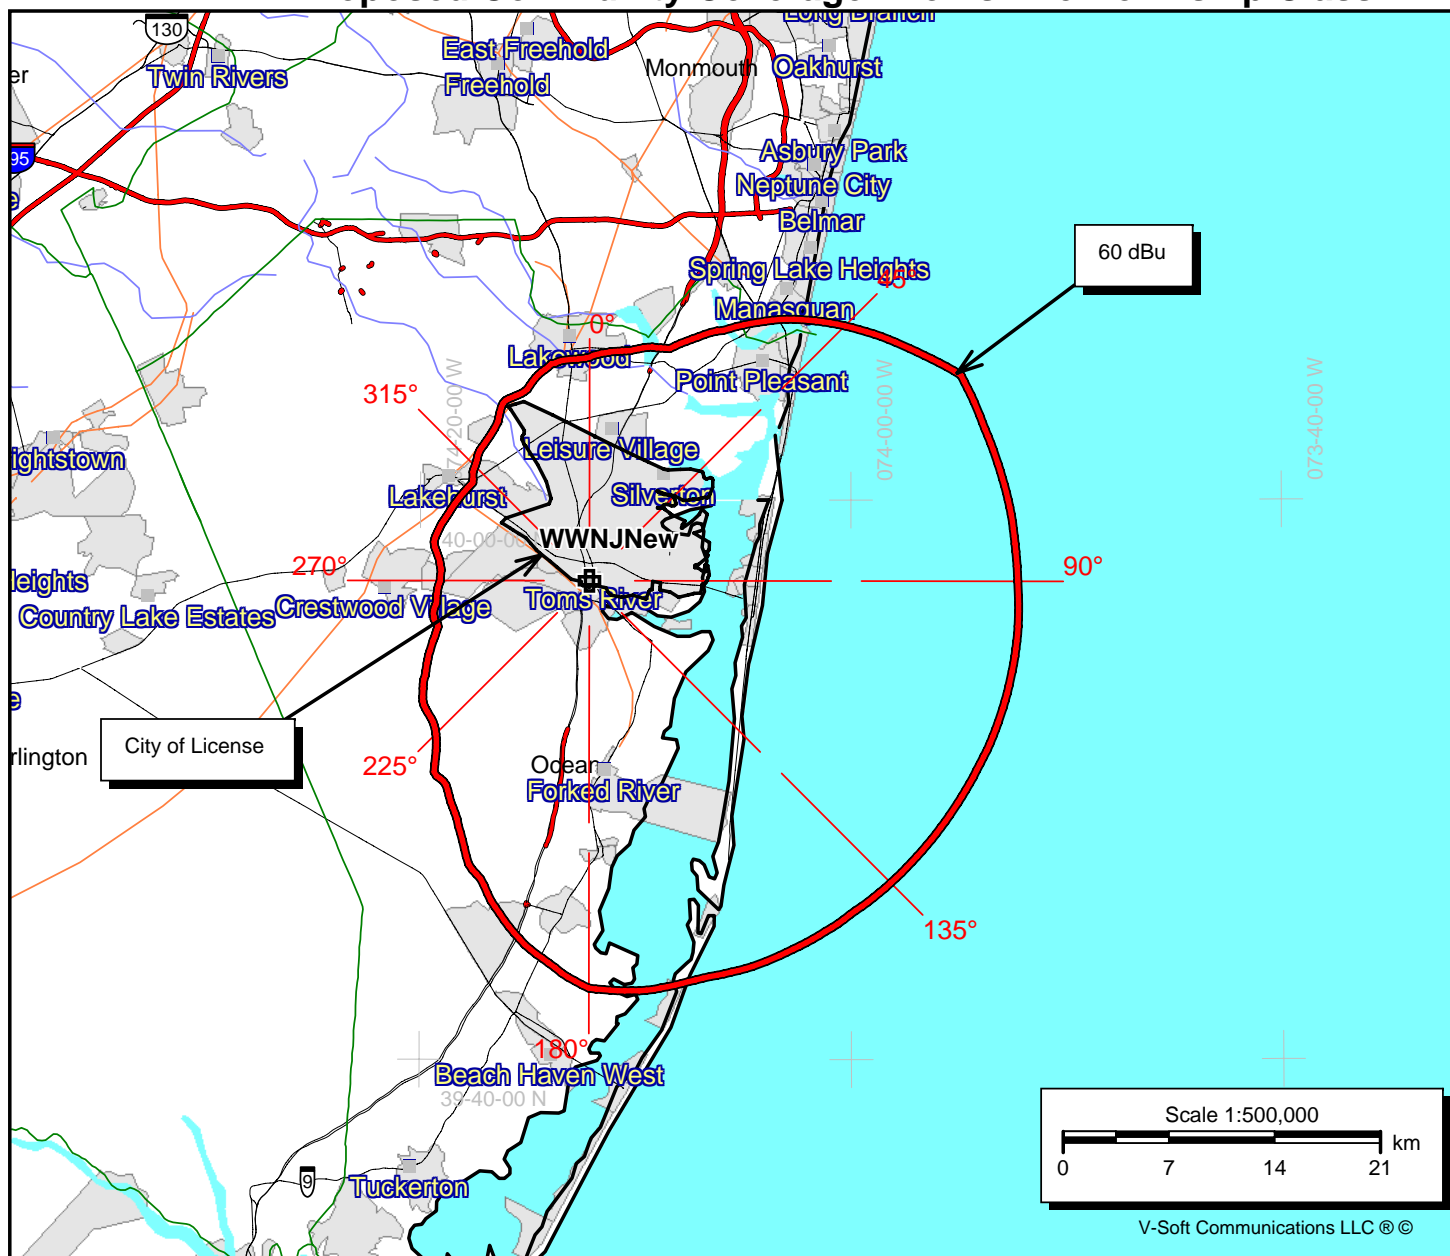 130
Long Branch
East Freehold
Monmouth
Oakhurst
Twin Rivers
Freehold
er
95
Asbury Park
Neptune City
e
Belmar
60 dBu
Spring Lake Heights
45°
Manasquan
0°
Lakewood
Point Pleasant
315°
074-20-00 W
074-00-00 W
073-40-00 W
Leisure Village
ightstown
Lakehurst
Silverton
40-00-00 N
WWNJNew
270°
90°
Heights
Toms River
Crestwood Village
Country Lake Estates
e
City of License
rlington
225°
Ocean
Forked River
135°
180°
Beach Haven West
39-40-00 N
Scale 1:500,000
km
0 7 14 21
9
Tuckerton
V-Soft Communications LLC ® ©